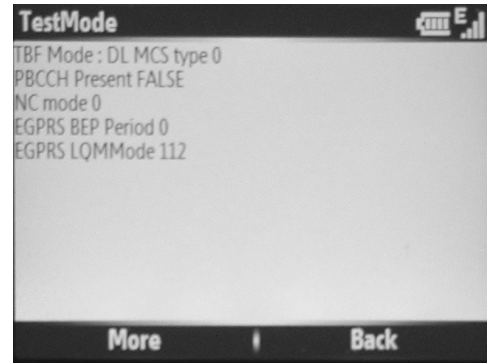 TestMode
E
TBF Mode : DL MCS type 0
PBCCH Present FALSE
NC mode 0
EGPRS BEP Period 0
EGPRS LQMMode 112
More
Back